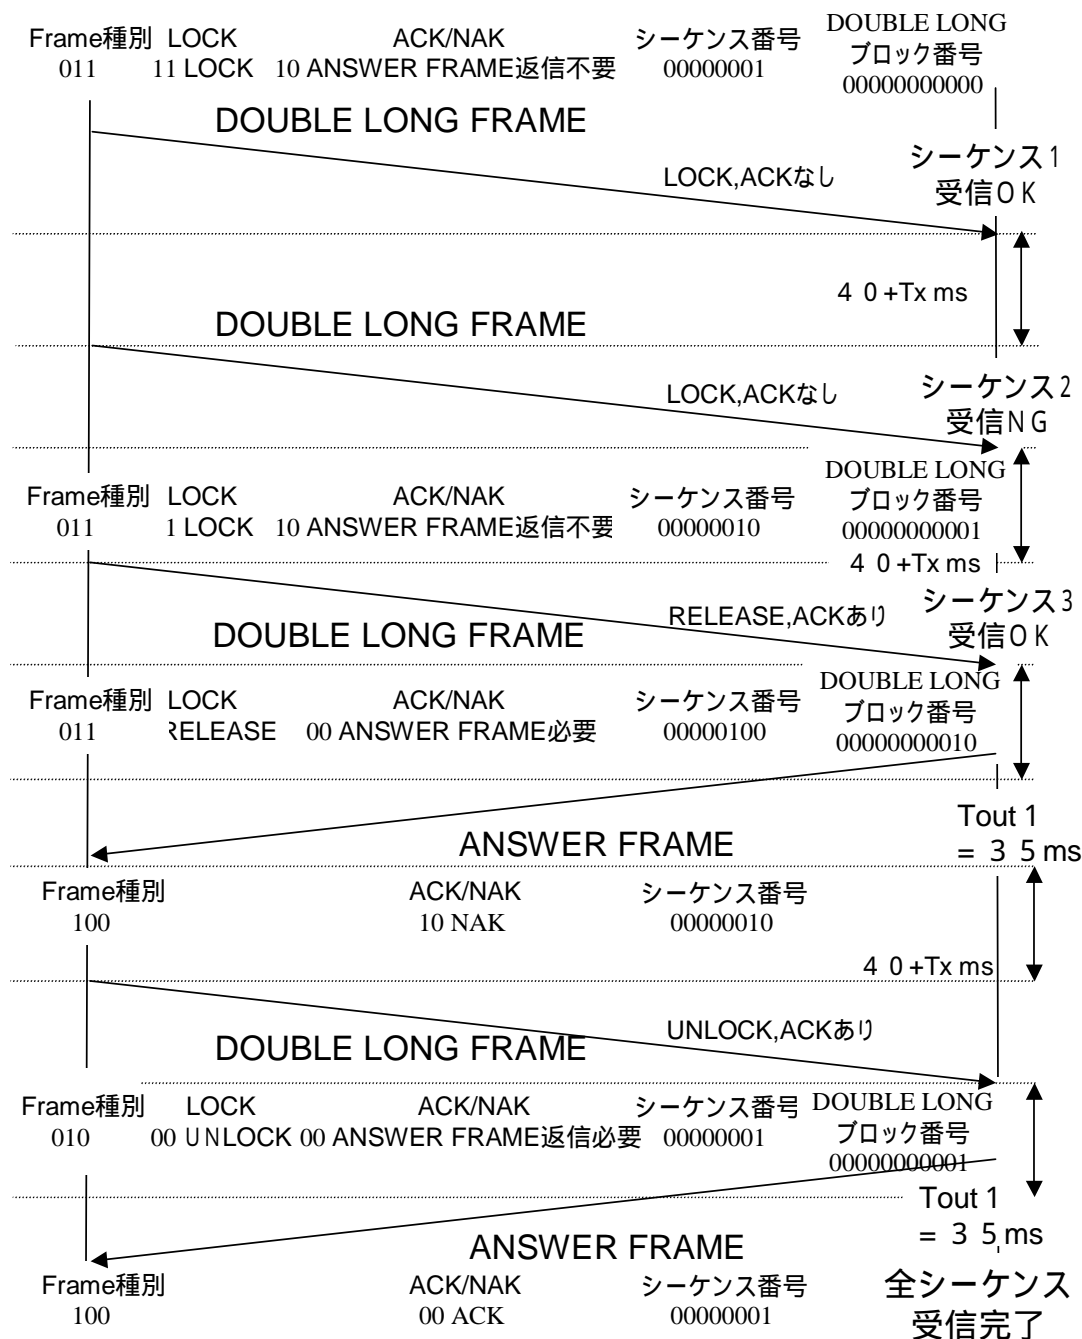 Frame種別 LOCK ACK/NAK シーケンス番号 DOUBLE LONG ブロック番号
011 11 LOCK 10 ANSWER FRAME返信不要 00000001 00000000000
DOUBLE LONG FRAME
シーケンス1
受信OK
LOCK,ACKなし
40+Tx ms
DOUBLE LONG FRAME
LOCK,ACKなし
シーケンス2
受信NG
Frame種別 LOCK ACK/NAK シーケンス番号 DOUBLE LONG ブロック番号
011 1 LOCK 10 ANSWER FRAME返信不要 00000010 00000000001
40+Tx ms
シーケンス3
受信OK
RELEASE,ACKあり
DOUBLE LONG FRAME
Frame種別 LOCK ACK/NAK シーケンス番号 DOUBLE LONG ブロック番号
011 RELEASE 00 ANSWER FRAME必要 00000100 00000000010
Tout 1
= 35ms
ANSWER FRAME
Frame種別 ACK/NAK シーケンス番号
100 10 NAK 00000010
40+Tx ms
UNLOCK,ACKあり
DOUBLE LONG FRAME
Frame種別 LOCK ACK/NAK シーケンス番号 DOUBLE LONG ブロック番号
010 00 UNLOCK 00 ANSWER FRAME返信必要 00000001 00000000001
Tout 1
= 35ms
ANSWER FRAME
Frame種別 ACK/NAK シーケンス番号
100 00 ACK 00000001
全シーケンス
受信完了